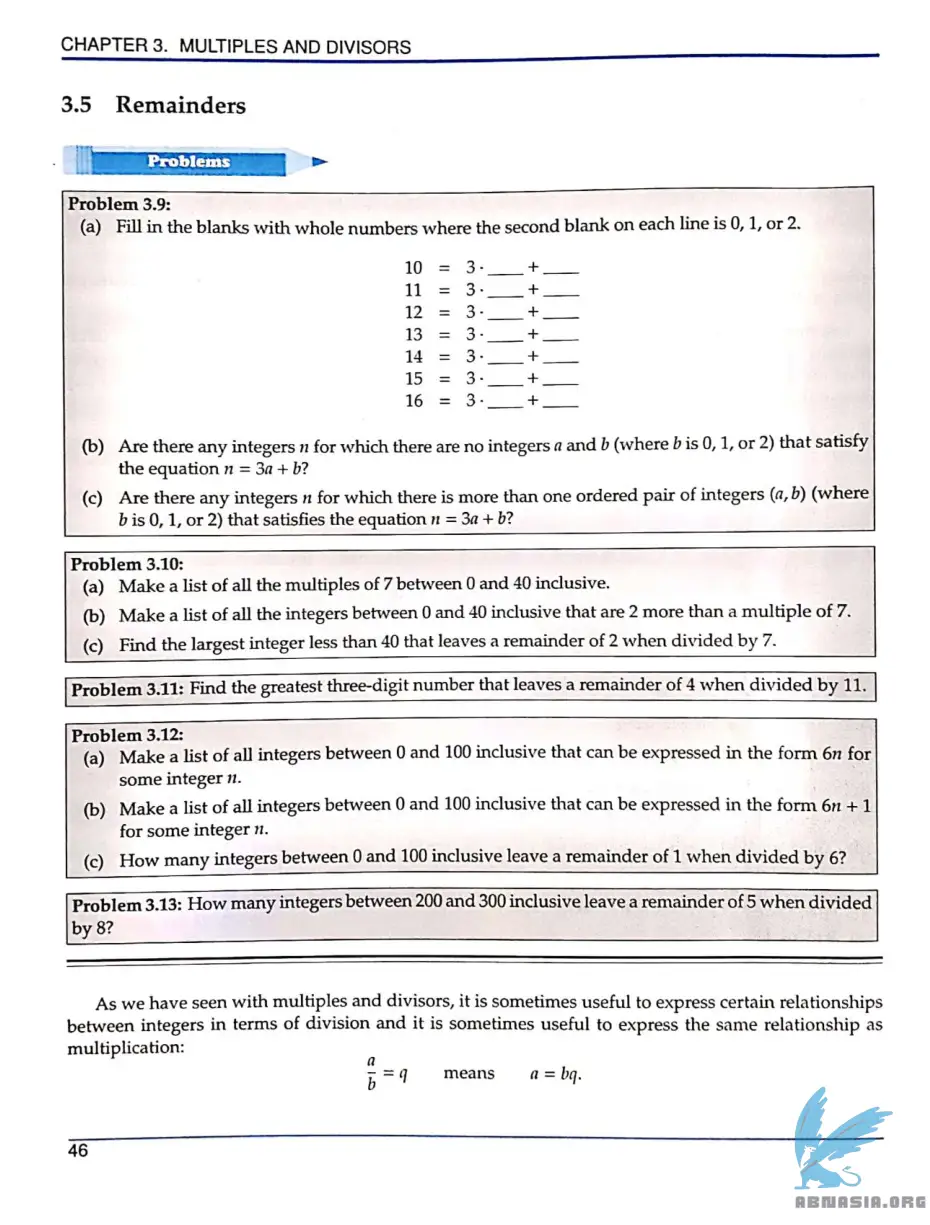 CHAPTER 3. MULTIPLES AND DIVISORS
3.5 Remainders
Problems
Problem 3.9:
(a) Fill in the blanks with whole numbers where the second blank on each line is 0, 1, or 2.
10 = 3 · ____ + ____
11 = 3 · ____ + ____
12 = 3 · ____ + ____
13 = 3 · ____ + ____
14 = 3 · ____ + ____
15 = 3 · ____ + ____
16 = 3 · ____ + ____
(b) Are there any integers n for which there are no integers a and b (where b is 0, 1, or 2) that satisfy
the equation n = 3a + b?
(c) Are there any integers n for which there is more than one ordered pair of integers (a, b) (where
b is 0, 1, or 2) that satisfies the equation n = 3a + b?
Problem 3.10:
(a) Make a list of all the multiples of 7 between 0 and 40 inclusive.
(b) Make a list of all the integers between 0 and 40 inclusive that are 2 more than a multiple of 7.
(c) Find the largest integer less than 40 that leaves a remainder of 2 when divided by 7.
Problem 3.11: Find the greatest three-digit number that leaves a remainder of 4 when divided by 11.
Problem 3.12:
(a) Make a list of all integers between 0 and 100 inclusive that can be expressed in the form 6n for
some integer n.
(b) Make a list of all integers between 0 and 100 inclusive that can be expressed in the form 6n + 1
for some integer n.
(c) How many integers between 0 and 100 inclusive leave a remainder of 1 when divided by 6?
Problem 3.13: How many integers between 200 and 300 inclusive leave a remainder of 5 when divided
by 8?
As we have seen with multiples and divisors, it is sometimes useful to express certain relationships
between integers in terms of division and it is sometimes useful to express the same relationship as
multiplication:
a/b = q means a = bq.
46
ABNASIA.ORG